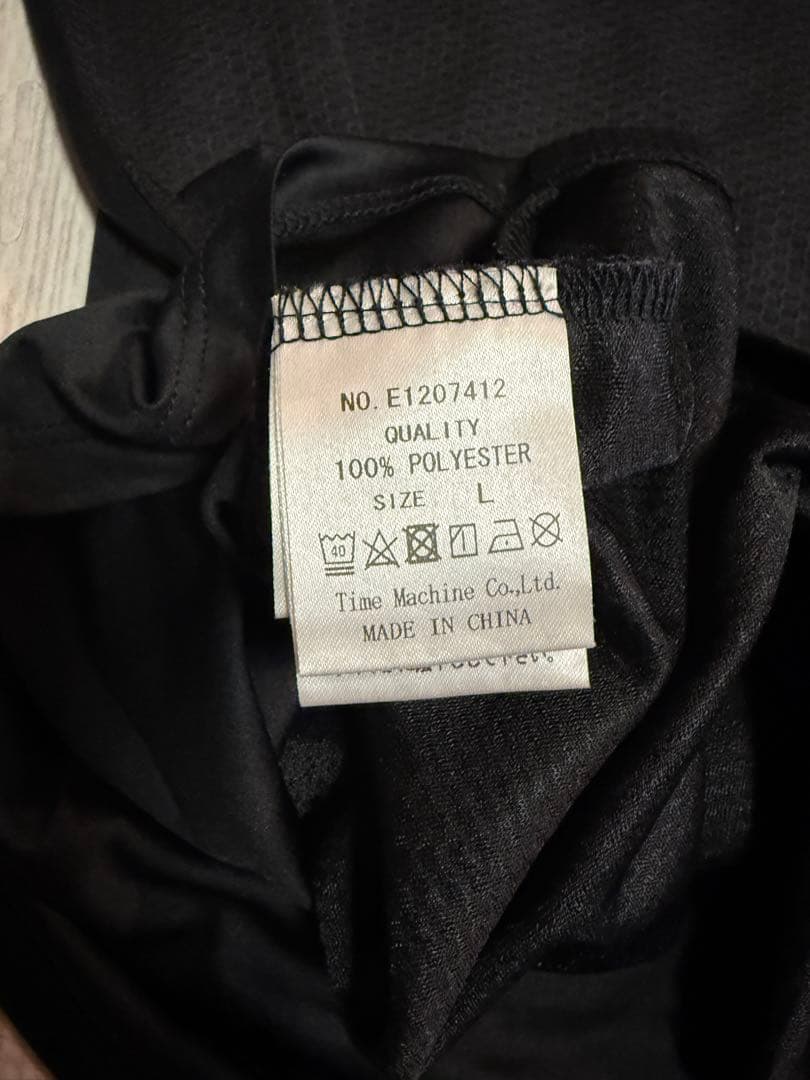 NO. E1207412
QUALITY
100% POLYESTER
SIZE L
40
Time Machine Co.,Ltd.
MADE IN CHINA